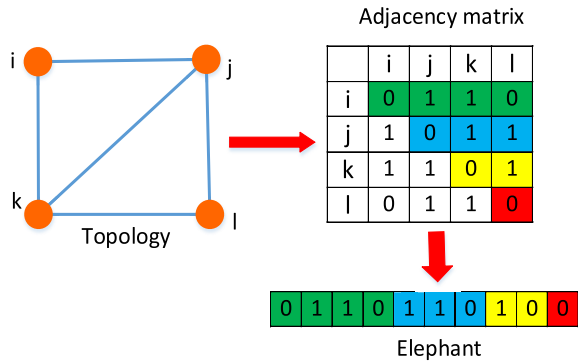 Adjacency matrix
i j k l
i 0 1 1 0
j 1 0 1 1
k 1 1 0 1
l 0 1 1 0
i
j
k
l
Topology
0 1 1 0 1 1 0 1 0 0
Elephant